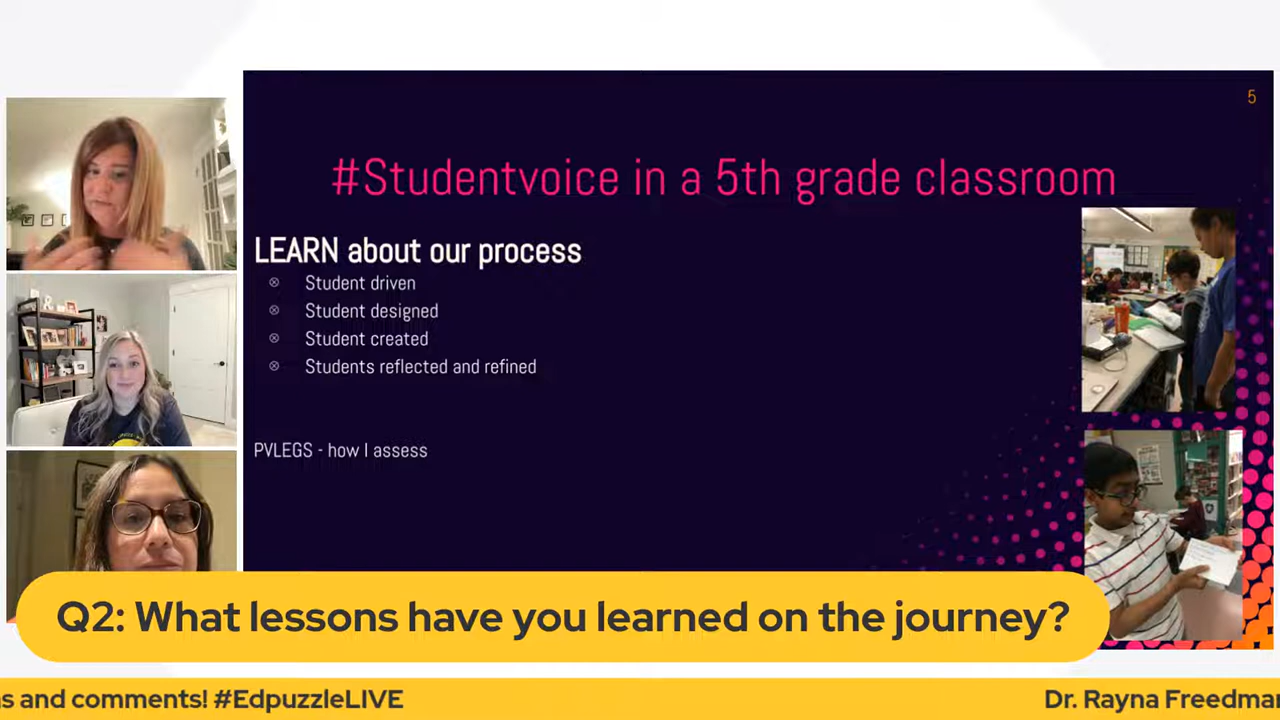 5
#Studentvoice in a 5th grade classroom
LEARN about our process
Student driven
Student designed
Student created
Students reflected and refined
PVLEGS - how I assess
Q2: What lessons have you learned on the journey?
and comments! #EdpuzzleLIVE
Dr. Rayna